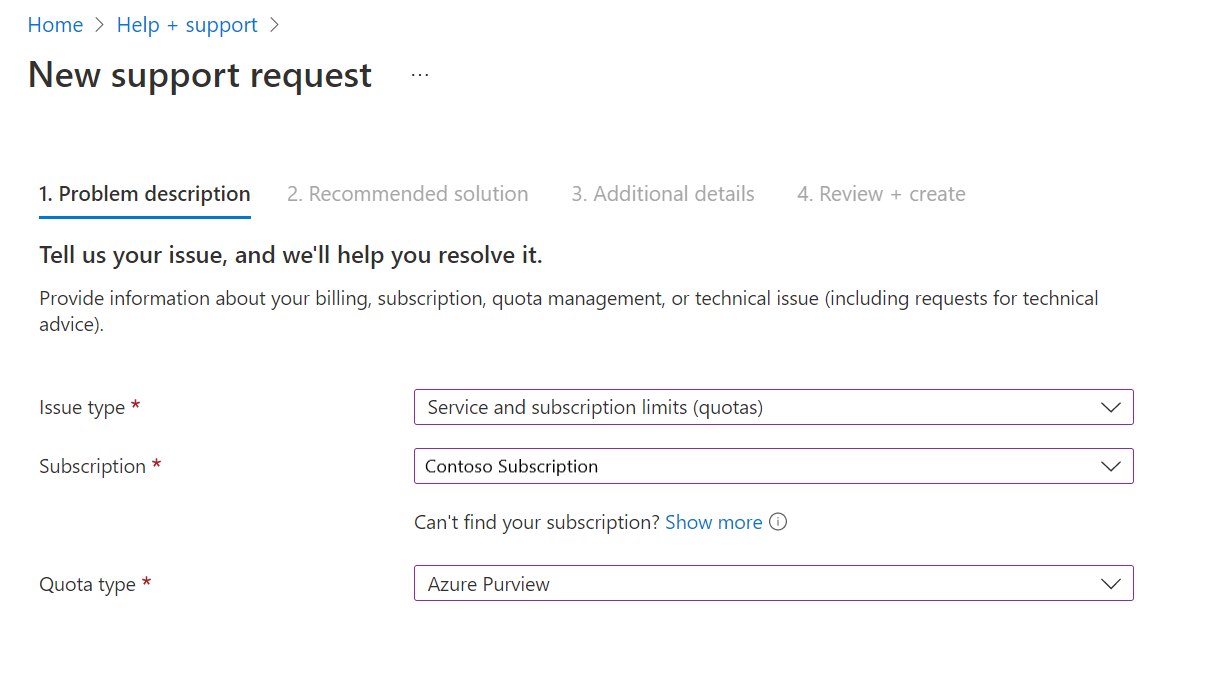 Home > Help + support >
New support request ...
1. Problem description 2. Recommended solution 3. Additional details 4. Review + create
Tell us your issue, and we'll help you resolve it.
Provide information about your billing, subscription, quota management, or technical issue (including requests for technical
advice).
Issue type * Service and subscription limits (quotas)
Subscription * Contoso Subscription
Can't find your subscription? Show more
Quota type * Azure Purview